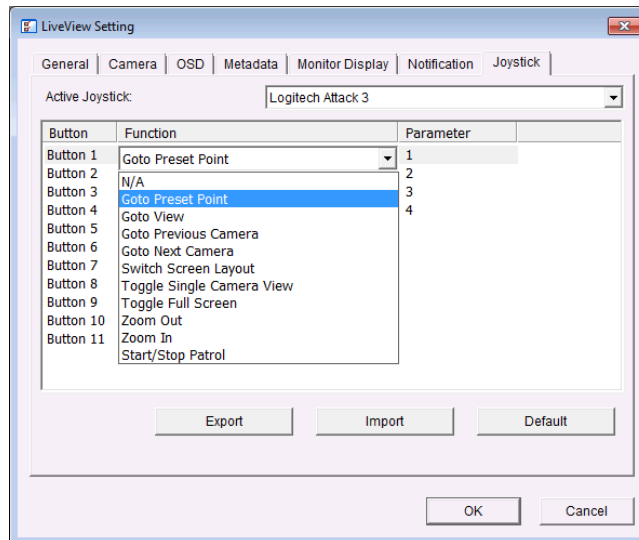 LiveView Setting
General Camera OSD Metadata Monitor Display Notification Joystick
Active Joystick: Logitech Attack 3
Button Function Parameter
Button 1 Goto Preset Point 1
Button 2 N/A 2
Button 3 Goto Preset Point 3
Button 4 Goto View 4
Button 5 Goto Previous Camera
Button 6 Goto Next Camera
Button 7 Switch Screen Layout
Button 8 Toggle Single Camera View
Button 9 Toggle Full Screen
Button 10 Zoom Out
Button 11 Zoom In
Start/Stop Patrol
Export Import Default
OK Cancel